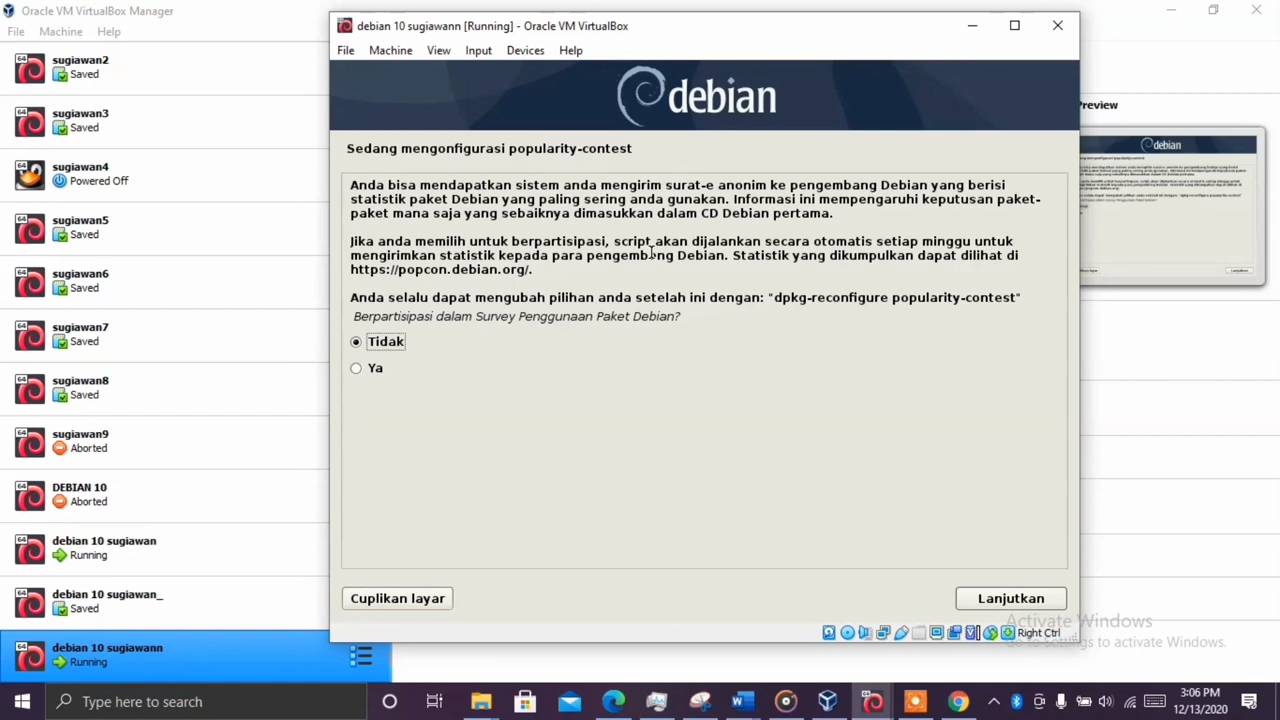 Oracle VM VirtualBox Manager
File Machine Help
sugiawan2
Saved
sugiawan3
Saved
sugiawan4
Powered Off
sugiawan5
Saved
sugiawan6
Saved
sugiawan7
Saved
sugiawan8
Saved
sugiawan9
Aborted
DEBIAN 10
Aborted
debian 10 sugiawan
Running
debian 10 sugiawan_
Saved
debian 10 sugiawann
Running
debian 10 sugiawann [Running] - Oracle VM VirtualBox
File Machine View Input Devices Help
debian
Sedang mengonfigurasi popularity-contest
Anda bisa membuatkan sistem anda mengirim surat-e anonim ke pengembang Debian yang berisi
statistik paket Debian yang paling sering anda gunakan. Informasi ini mempengaruhi keputusan paket-
paket mana saja yang sebaiknya dimasukkan dalam CD Debian pertama.
Jika anda memilih untuk berpartisipasi, script akan dijalankan secara otomatis setiap minggu untuk
mengirimkan statistik kepada para pengembang Debian. Statistik yang dikumpulkan dapat dilihat di
https://popcon.debian.org/.
Anda selalu dapat mengubah pilihan anda setelah ini dengan: "dpkg-reconfigure popularity-contest"
Berpartisipasi dalam Survey Penggunaan Paket Debian?
Tidak
Ya
Cuplikan layar
Lanjutkan
Right Ctrl
Preview
debian
Activate Windows
Go to Settings to activate Windows.
Type here to search
3:06 PM
12/13/2020